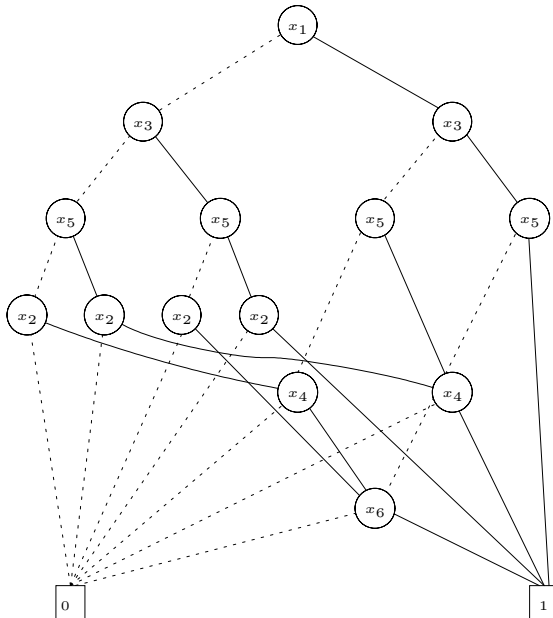 x₁
x₃ x₃
x₅ x₅ x₅ x₅
x₂ x₂ x₂ x₂
x₄ x₄
x₆
0 1